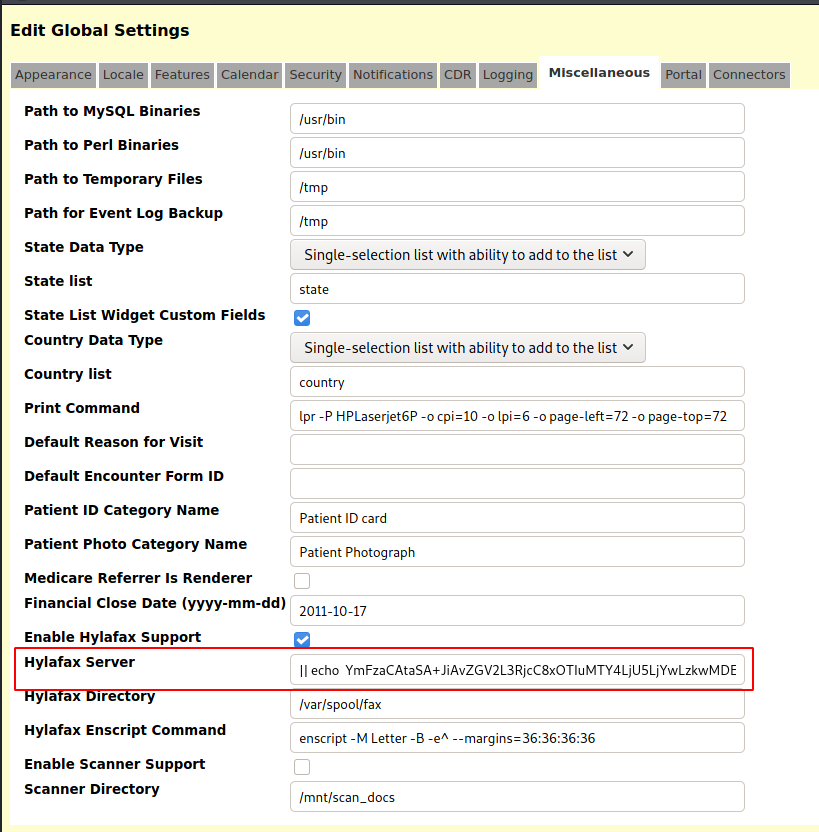 Edit Global Settings
Appearance Locale Features Calendar Security Notifications CDR Logging Miscellaneous Portal Connectors
Path to MySQL Binaries /usr/bin
Path to Perl Binaries /usr/bin
Path to Temporary Files /tmp
Path for Event Log Backup /tmp
State Data Type Single-selection list with ability to add to the list
State list state
State List Widget Custom Fields
Country Data Type Single-selection list with ability to add to the list
Country list country
Print Command lpr -P HPLaserjet6P -o cpi=10 -o lpi=6 -o page-left=72 -o page-top=72
Default Reason for Visit
Default Encounter Form ID
Patient ID Category Name Patient ID card
Patient Photo Category Name Patient Photograph
Medicare Referrer Is Renderer
Financial Close Date (yyyy-mm-dd) 2011-10-17
Enable Hylafax Support
Hylafax Server || echo YmFzaCAtaSA+JiAvZGV2L3RjcC8xOTIuMTY4LjU5LjYwLzkwMDE
Hylafax Directory /var/spool/fax
Hylafax Enscript Command enscript -M Letter -B -e^ --margins=36:36:36:36
Enable Scanner Support
Scanner Directory /mnt/scan_docs